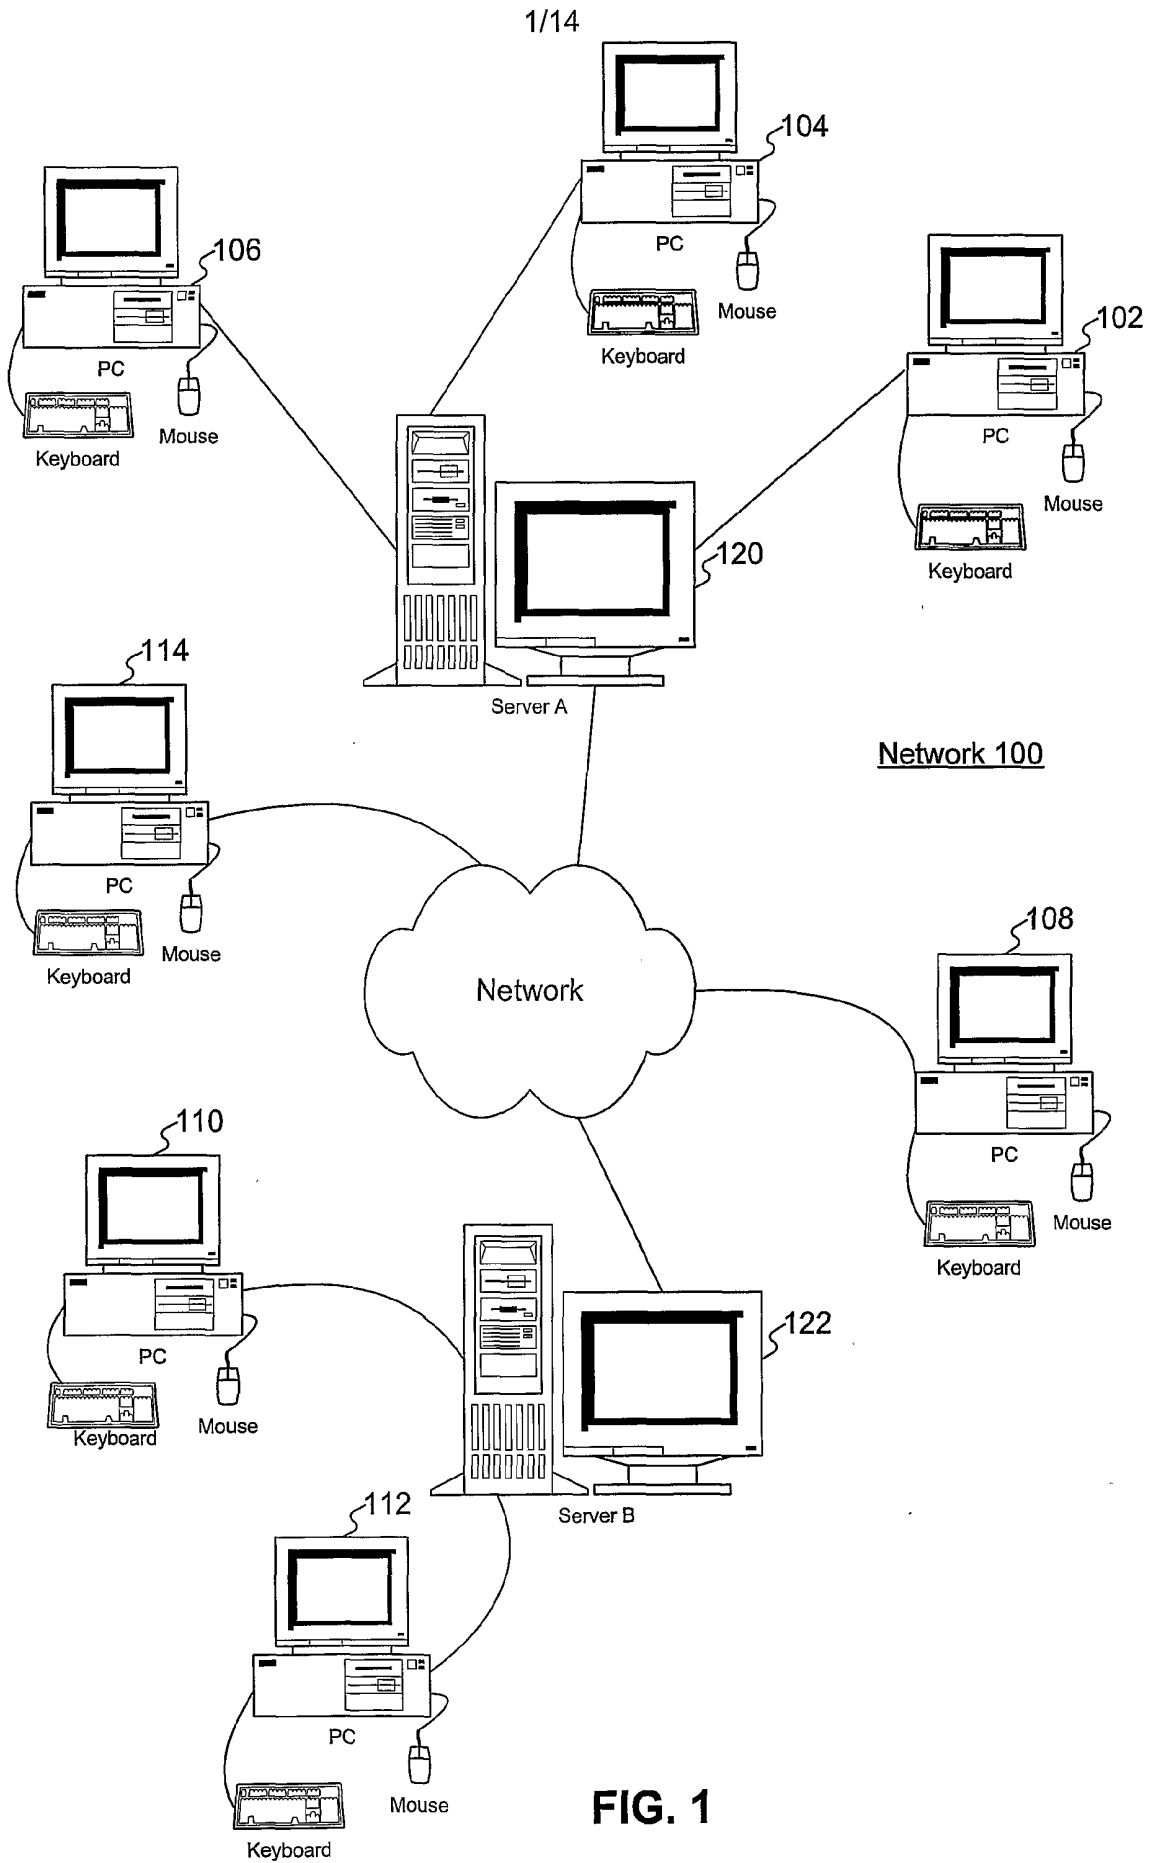 1/14
104
PC
Mouse
Keyboard
106
PC
Mouse
Keyboard
102
PC
Mouse
Keyboard
120
Server A
114
PC
Mouse
Keyboard
Network 100
Network
108
PC
Mouse
Keyboard
110
PC
Mouse
Keyboard
122
Server B
112
PC
Mouse
Keyboard
FIG. 1